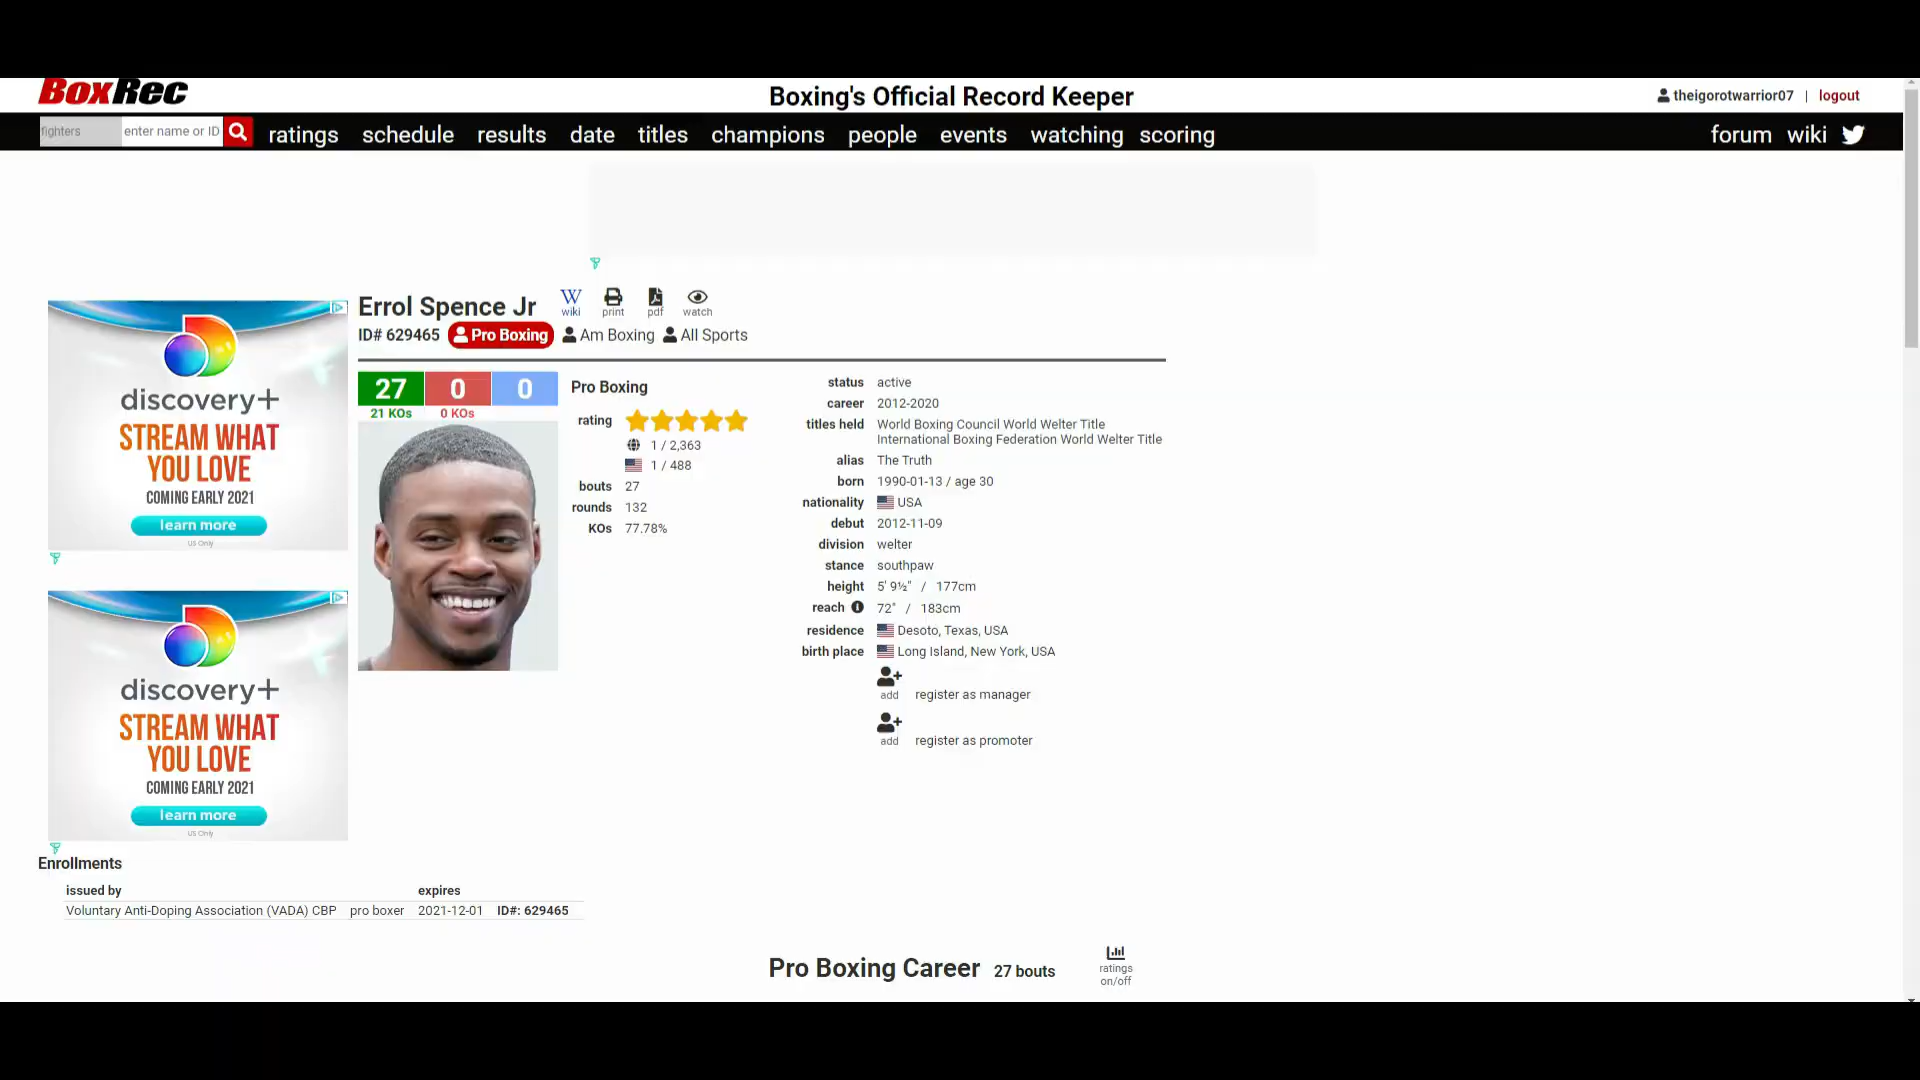 BoxRec
Boxing's Official Record Keeper
theigorotwarrior07 | logout
fighters enter name or ID ratings schedule results date titles champions people events watching scoring forum wiki
discovery+
STREAM WHAT
YOU LOVE
COMING EARLY 2021
learn more
US Only
discovery+
STREAM WHAT
YOU LOVE
COMING EARLY 2021
learn more
US Only
Errol Spence Jr
W wiki print pdf watch
ID# 629465 Pro Boxing Am Boxing All Sports
27 0 0
21 KOs 0 KOs
Pro Boxing
rating
1 / 2,363
1 / 488
bouts 27
rounds 132
KOs 77.78%
status active
career 2012-2020
titles held World Boxing Council World Welter Title
International Boxing Federation World Welter Title
alias The Truth
born 1990-01-13 / age 30
nationality USA
debut 2012-11-09
division welter
stance southpaw
height 5' 9½" / 177cm
reach 72" / 183cm
residence Desoto, Texas, USA
birth place Long Island, New York, USA
add register as manager
add register as promoter
Enrollments
issued by expires
Voluntary Anti-Doping Association (VADA) CBP pro boxer 2021-12-01 ID#: 629465
Pro Boxing Career 27 bouts
ratings
on/off